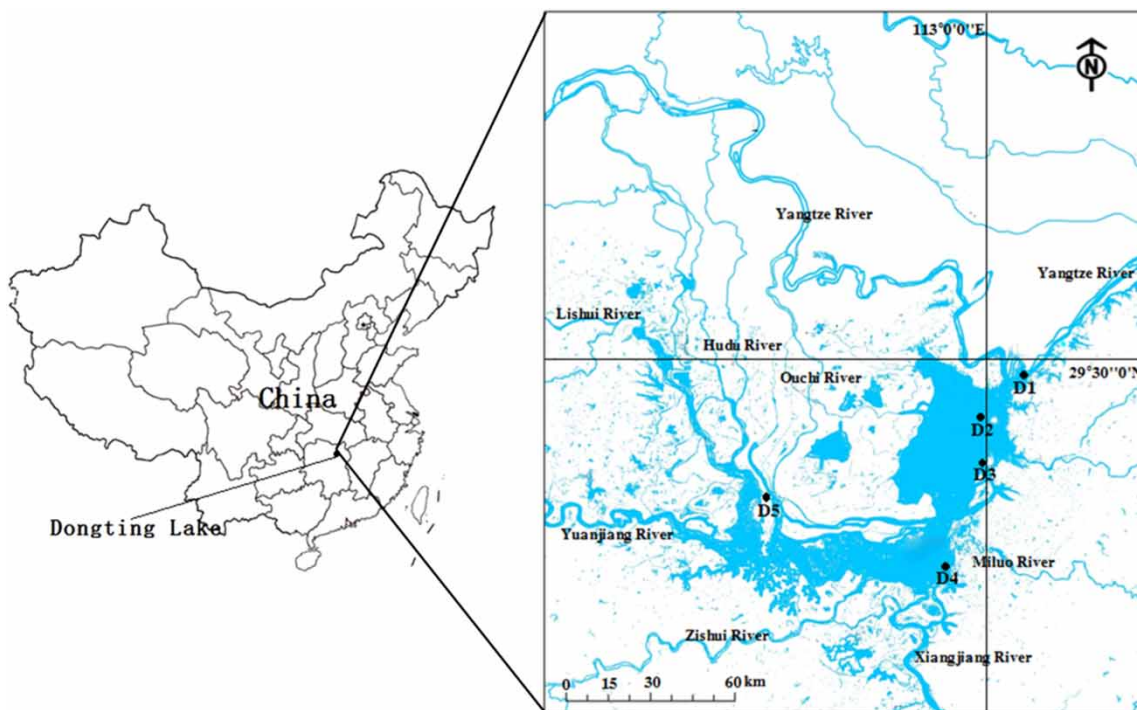 China
Dongting Lake
113°0'0''E
N
Yangtze River
Yangtze River
Lishui River
Hudu River
Ouchi River
29°30'0''N
D1
D2
D3
D5
Yuanjiang River
D4
Miluo River
Zishui River
Xiangjiang River
0 15 30 60 km